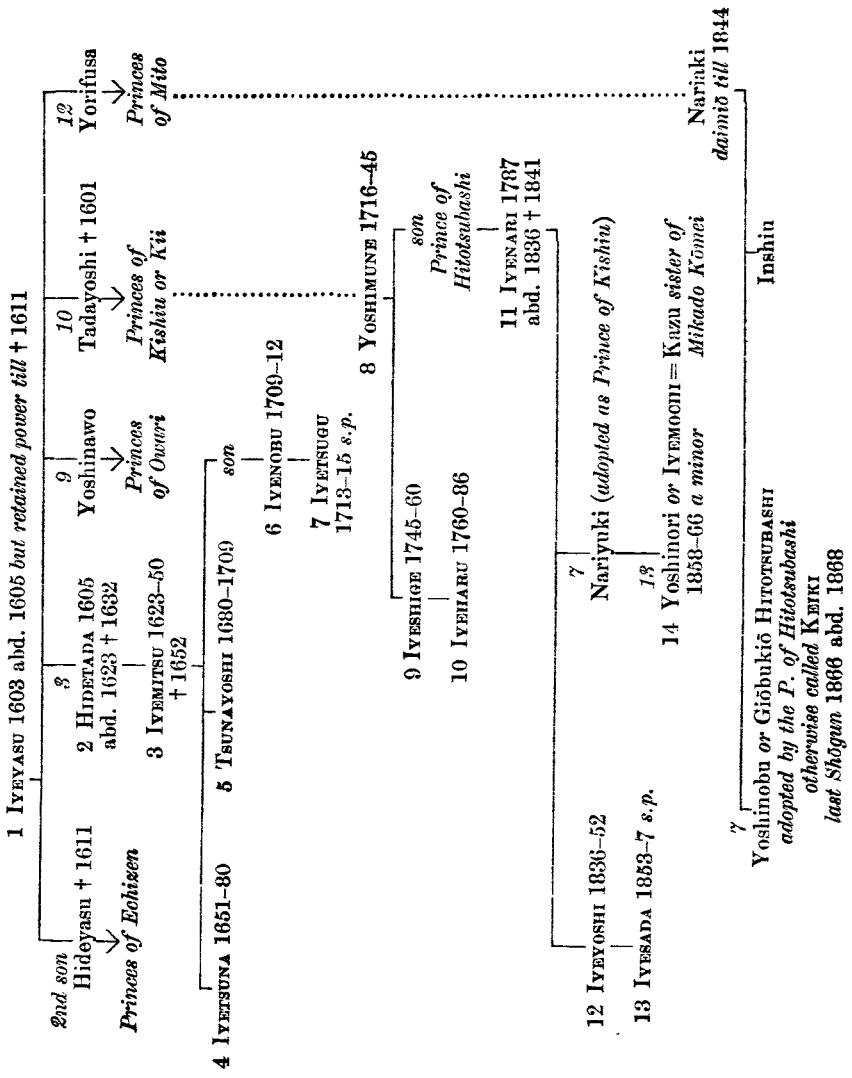 1 IYEYASU 1603 abd. 1605 but retained power till † 1611
2nd son
Hideyasu † 1611
Princes of Echizen
3
2 HIDETADA 1605
abd. 1623 † 1632
3 IYEMITSU 1623–50
† 1652
9
Yoshinawo
Princes
of Owari
10
Tadayoshi † 1601
Princes of
Kishiu or Kii
12
Yorifusa
Princes
of Mito
4 IYETSUNA 1651–80
5 TSUNAYOSHI 1680–1709
son
6 IYENOBU 1709–12
7 IYETSUGU
1713–15 s.p.
8 YOSHIMUNE 1716–45
9 IYESHIGE 1745–60
10 IYEHARU 1760–86
son
Prince of
Hitotsubashi
11 IYENARI 1787
abd. 1836 † 1841
12 IYEYOSHI 1836–52
13 IYESADA 1853–7 s.p.
7
Nariyuki (adopted as Prince of Kishiu)
13
14 Yoshinori or IYEMOCHI = Kazu sister of
1858–66 a minor
Mikado Kōmei
Nariaki
daimiō till 1844
7
Yoshinobu or Giōbukiō HITOTSUBASHI
adopted by the P. of Hitotsubashi
otherwise called KEIKI
last Shōgun 1866 abd. 1868
Inshiu